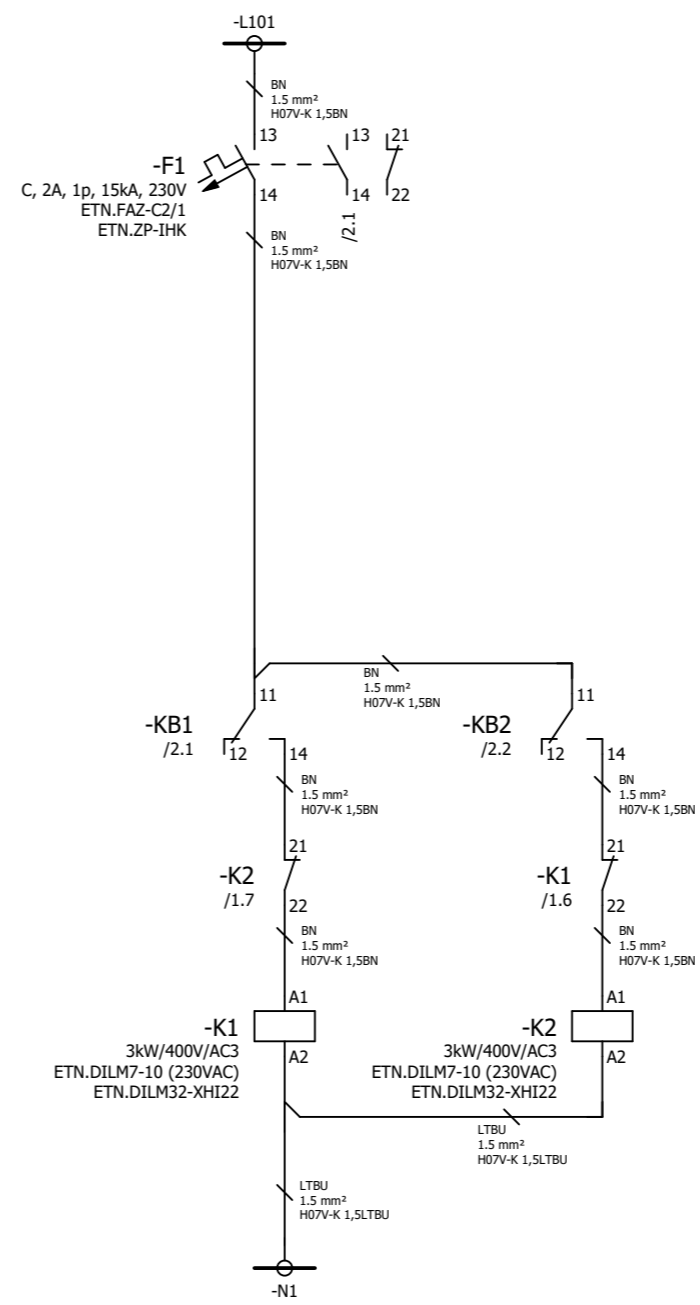 -L101
BN
1.5 mm²
H07V-K 1,5BN
13
13
21
-F1
14
14
22
C, 2A, 1p, 15kA, 230V
ETN.FAZ-C2/1
ETN.ZP-IHK
/2.1
BN
1.5 mm²
H07V-K 1,5BN
BN
1.5 mm²
H07V-K 1,5BN
11
11
-KB1
/2.1
12
14
-KB2
/2.2
12
14
BN
1.5 mm²
H07V-K 1,5BN
BN
1.5 mm²
H07V-K 1,5BN
21
21
-K2
/1.7
-K1
/1.6
22
22
BN
1.5 mm²
H07V-K 1,5BN
BN
1.5 mm²
H07V-K 1,5BN
A1
A1
-K1
3kW/400V/AC3
ETN.DILM7-10 (230VAC)
ETN.DILM32-XHI22
A2
-K2
3kW/400V/AC3
ETN.DILM7-10 (230VAC)
ETN.DILM32-XHI22
A2
LTBU
1.5 mm²
H07V-K 1,5LTBU
LTBU
1.5 mm²
H07V-K 1,5LTBU
-N1